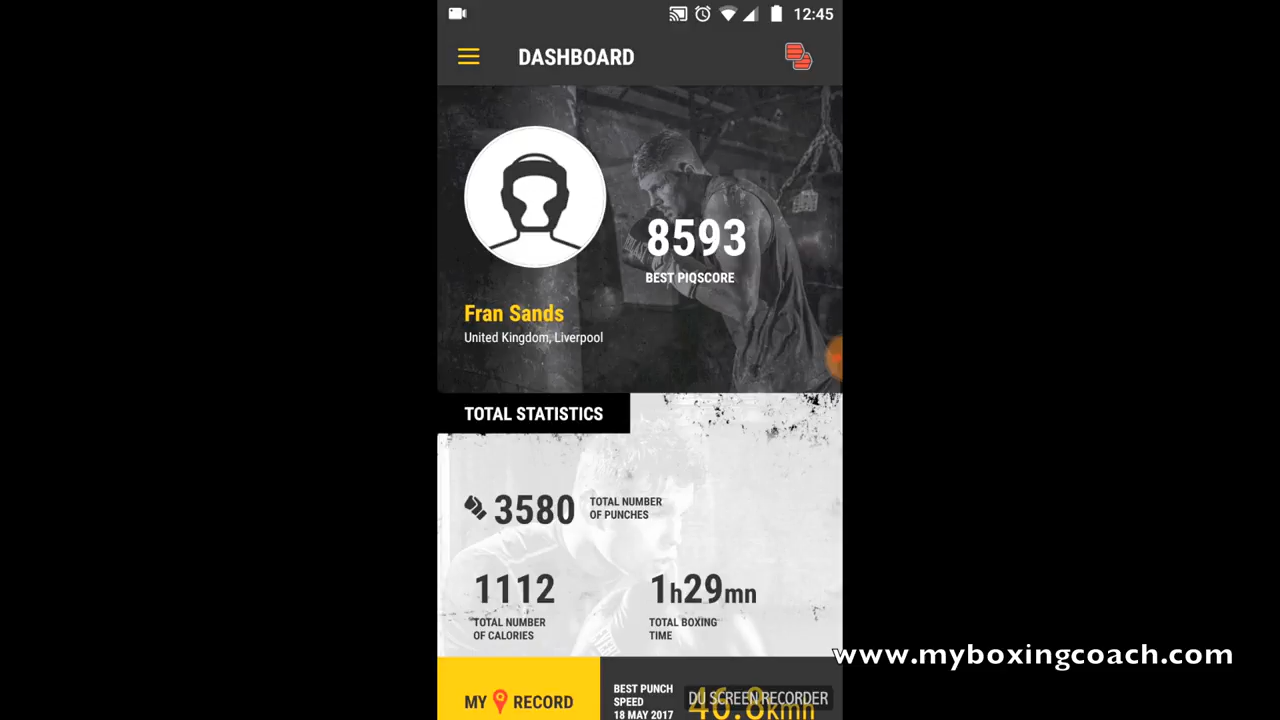 12:45
DASHBOARD
8593
BEST PIQSCORE
Fran Sands
United Kingdom, Liverpool
TOTAL STATISTICS
3580
TOTAL NUMBER
OF PUNCHES
1112
1h29mn
TOTAL NUMBER
OF CALORIES
TOTAL BOXING
TIME
www.myboxingcoach.com
MY RECORD
BEST PUNCH
SPEED
18 MAY 2017
46.8kmh
DU SCREEN RECORDER